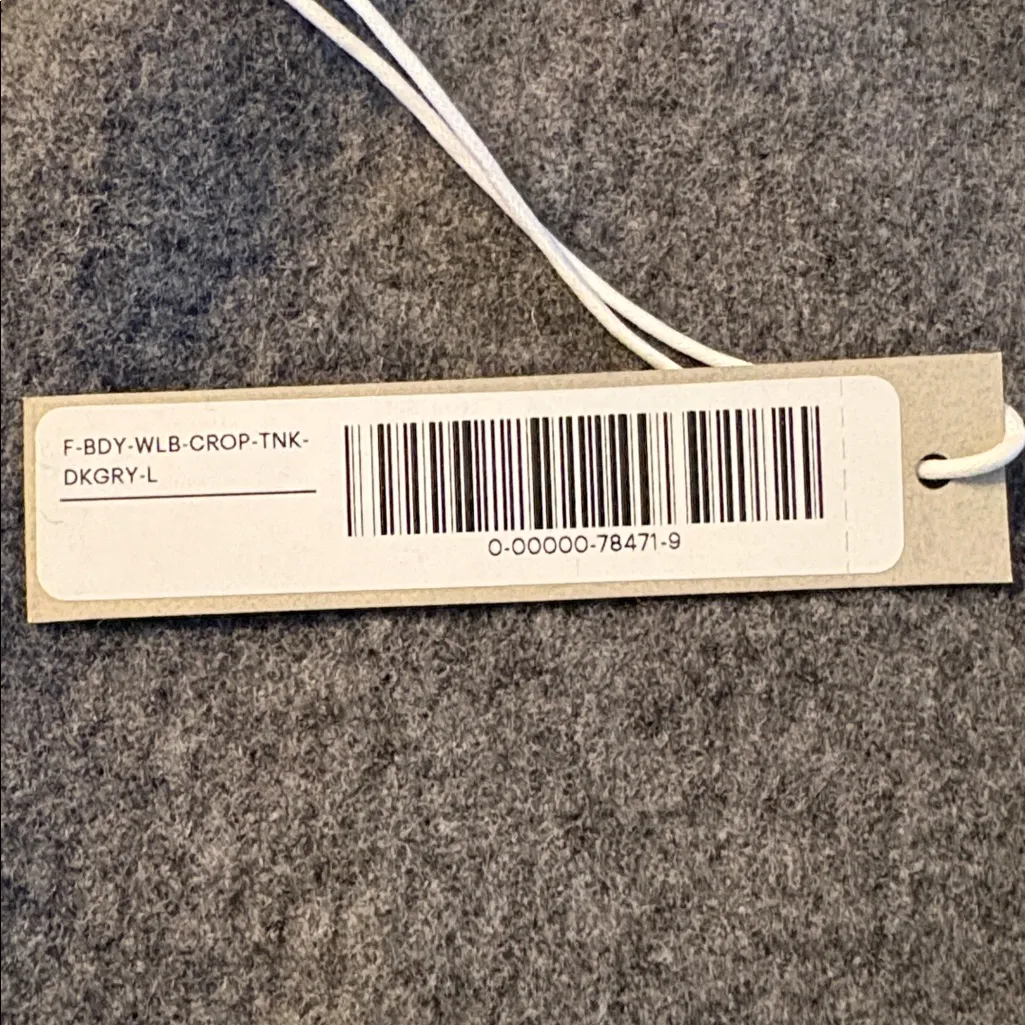 F-BDY-WLB-CROP-TNK-
DKGRY-L
0-00000-78471-9